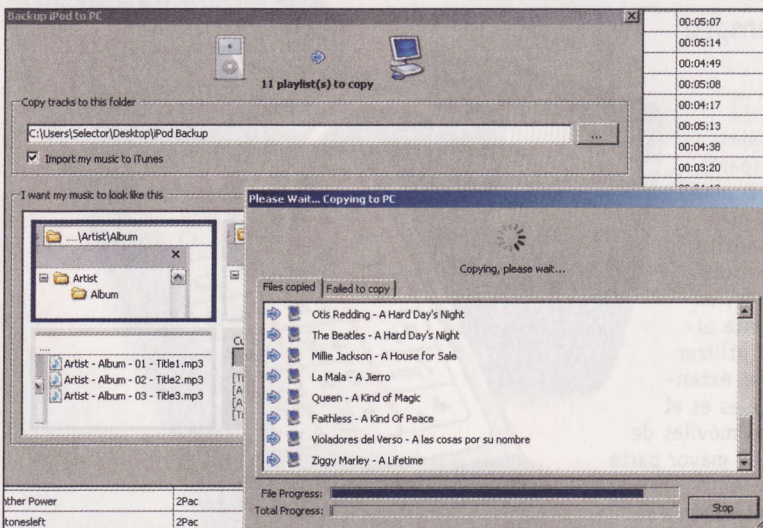 Backup iPod to PC
11 playlist(s) to copy
Copy tracks to this folder
C:\Users\Selector\Desktop\iPod Backup
...
Import my music to iTunes
I want my music to look like this
....\Artist\Album
Artist
Album
....
Artist - Album - 01 - Title1.mp3
Artist - Album - 02 - Title2.mp3
Artist - Album - 03 - Title3.mp3
00:05:07
00:05:14
00:04:49
00:05:08
00:04:17
00:05:13
00:04:38
00:03:20
Please Wait... Copying to PC
Copying, please wait...
Files copied
Failed to copy
Otis Redding - A Hard Day's Night
The Beatles - A Hard Day's Night
Millie Jackson - A House for Sale
La Mala - A Jierro
Queen - A Kind of Magic
Faithless - A Kind Of Peace
Violadores del Verso - A las cosas por su nombre
Ziggy Marley - A Lifetime
File Progress:
Total Progress:
Stop
nther Power 2Pac
tonesleft 2Pac